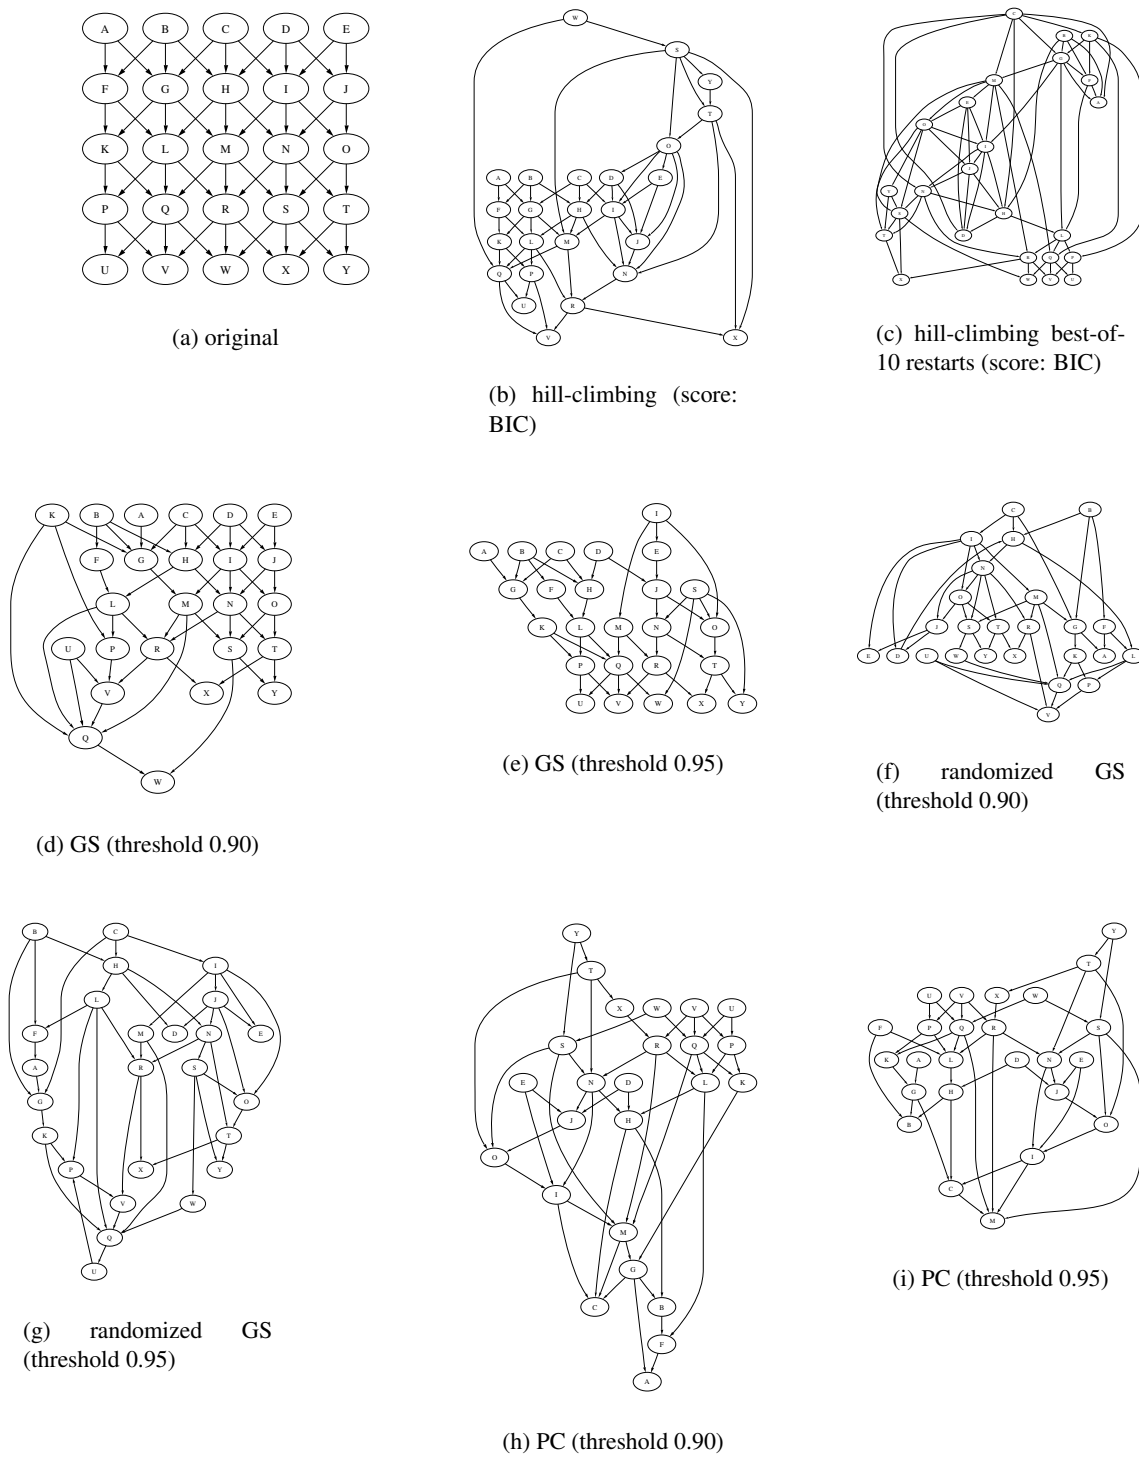 A B C D E
F G H I J
K L M N O
P Q R S T
U V W X Y
(a) original
W
S
Y
T
O
A B C D E
F G H I
K L M J
Q P N
U R
V X
(b) hill-climbing (score:
BIC)
(c) hill-climbing best-of-
10 restarts (score: BIC)
K B A C D E
F G H I J
L M N O
U P R S T
V X Y
Q
W
(d) GS (threshold 0.90)
I
A B C D E
G F H J S
K L M N O
P Q R T
U V W X Y
(e) GS (threshold 0.95)
C B
I H
N
O M
J S T R G F
E D U W Y X K A L
Q P
V
(f) randomized GS
(threshold 0.90)
B C
H I
L J
F M D N E
A R S
G O
K T
P X Y
V W
Q
U
(g) randomized GS
(threshold 0.95)
Y
T
X W V U
S R Q P
E N D L K
J H
O
I
M
G
C B
F
A
(h) PC (threshold 0.90)
Y
T
U V X W
F P Q R S
K A L D N E
G H J
B O
I
C
M
(i) PC (threshold 0.95)